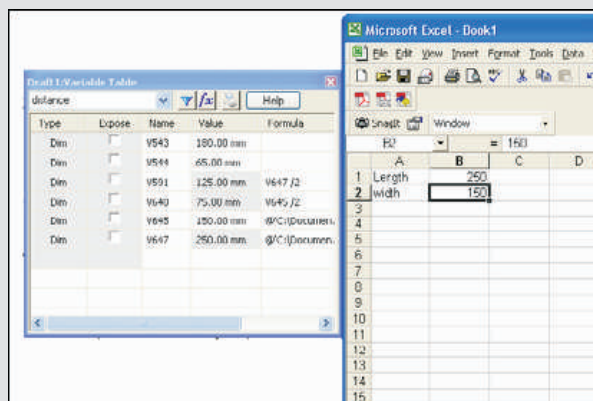 Draft1:Variable Table
distance
Help
Type Expose Name Value Formula
Dim V543 180.00 mm
Dim V544 65.00 mm
Dim V591 125.00 mm V647 /2
Dim V640 75.00 mm V645 /2
Dim V645 150.00 mm @/C:\Documen.
Dim V647 250.00 mm @/C:\Documen.
Microsoft Excel - Book1
File Edit View Insert Format Tools Data
SnagIt Window
B2 = 150
A B C D
1 Length 250
2 width 150
3
4
5
6
7
8
9
10
11
12
13
14
15